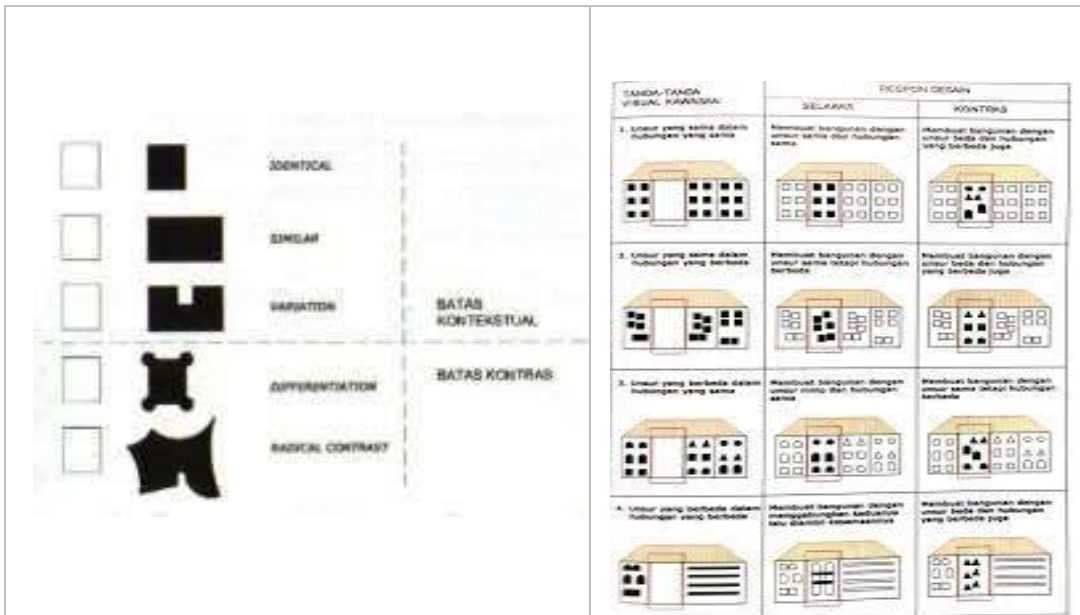 IDENTICAL
SIMILAR
VARIATION
BATAS
KONTEKSTUAL
DIFFERENTIATION
BATAS KONTRAS
RADICAL CONTRAST
TANDA-TANDA
VISUAL KAWASAN
RESPON DESAIN
SELARAS
KONTRAS
1. Unsur yang sama dalam
hubungan yang sama
Membuat bangunan dengan
unsur sama dan hubungan
sama
Membuat bangunan dengan
unsur beda dan hubungan
yang berbeda juga
2. Unsur yang sama dalam
hubungan yang berbeda
Membuat bangunan dengan
unsur sama tetapi hubungan
berbeda
Membuat bangunan dengan
unsur beda dan hubungan
yang berbeda juga
3. Unsur yang berbeda dalam
hubungan yang sama
Membuat bangunan dengan
unsur mirip dan hubungan
sama
Membuat bangunan dengan
unsur sama tetapi hubungan
berbeda
4. Unsur yang berbeda dalam
hubungan yang berbeda
Membuat bangunan dengan
menggabungkan keduanya
lalu diambil kesamaannya
Membuat bangunan dengan
unsur beda dan hubungan
yang berbeda juga